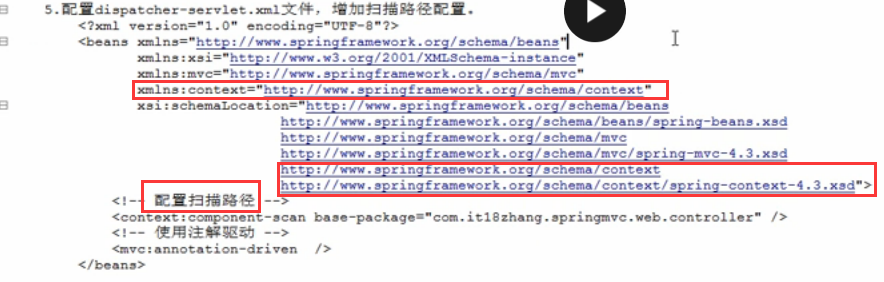 5.配置dispatcher-servlet.xml文件，增加扫描路径配置。
<?xml version="1.0" encoding="UTF-8"?>
<beans xmlns="http://www.springframework.org/schema/beans"
xmlns:xsi="http://www.w3.org/2001/XMLSchema-instance"
xmlns:mvc="http://www.springframework.org/schema/mvc"
xmlns:context="http://www.springframework.org/schema/context"
xsi:schemaLocation="http://www.springframework.org/schema/beans
http://www.springframework.org/schema/beans/spring-beans.xsd
http://www.springframework.org/schema/mvc
http://www.springframework.org/schema/mvc/spring-mvc-4.3.xsd
http://www.springframework.org/schema/context
http://www.springframework.org/schema/context/spring-context-4.3.xsd">
<!-- 配置扫描路径 -->
<context:component-scan base-package="com.it18zhang.springmvc.web.controller" />
<!-- 使用注解驱动 -->
<mvc:annotation-driven />
</beans>